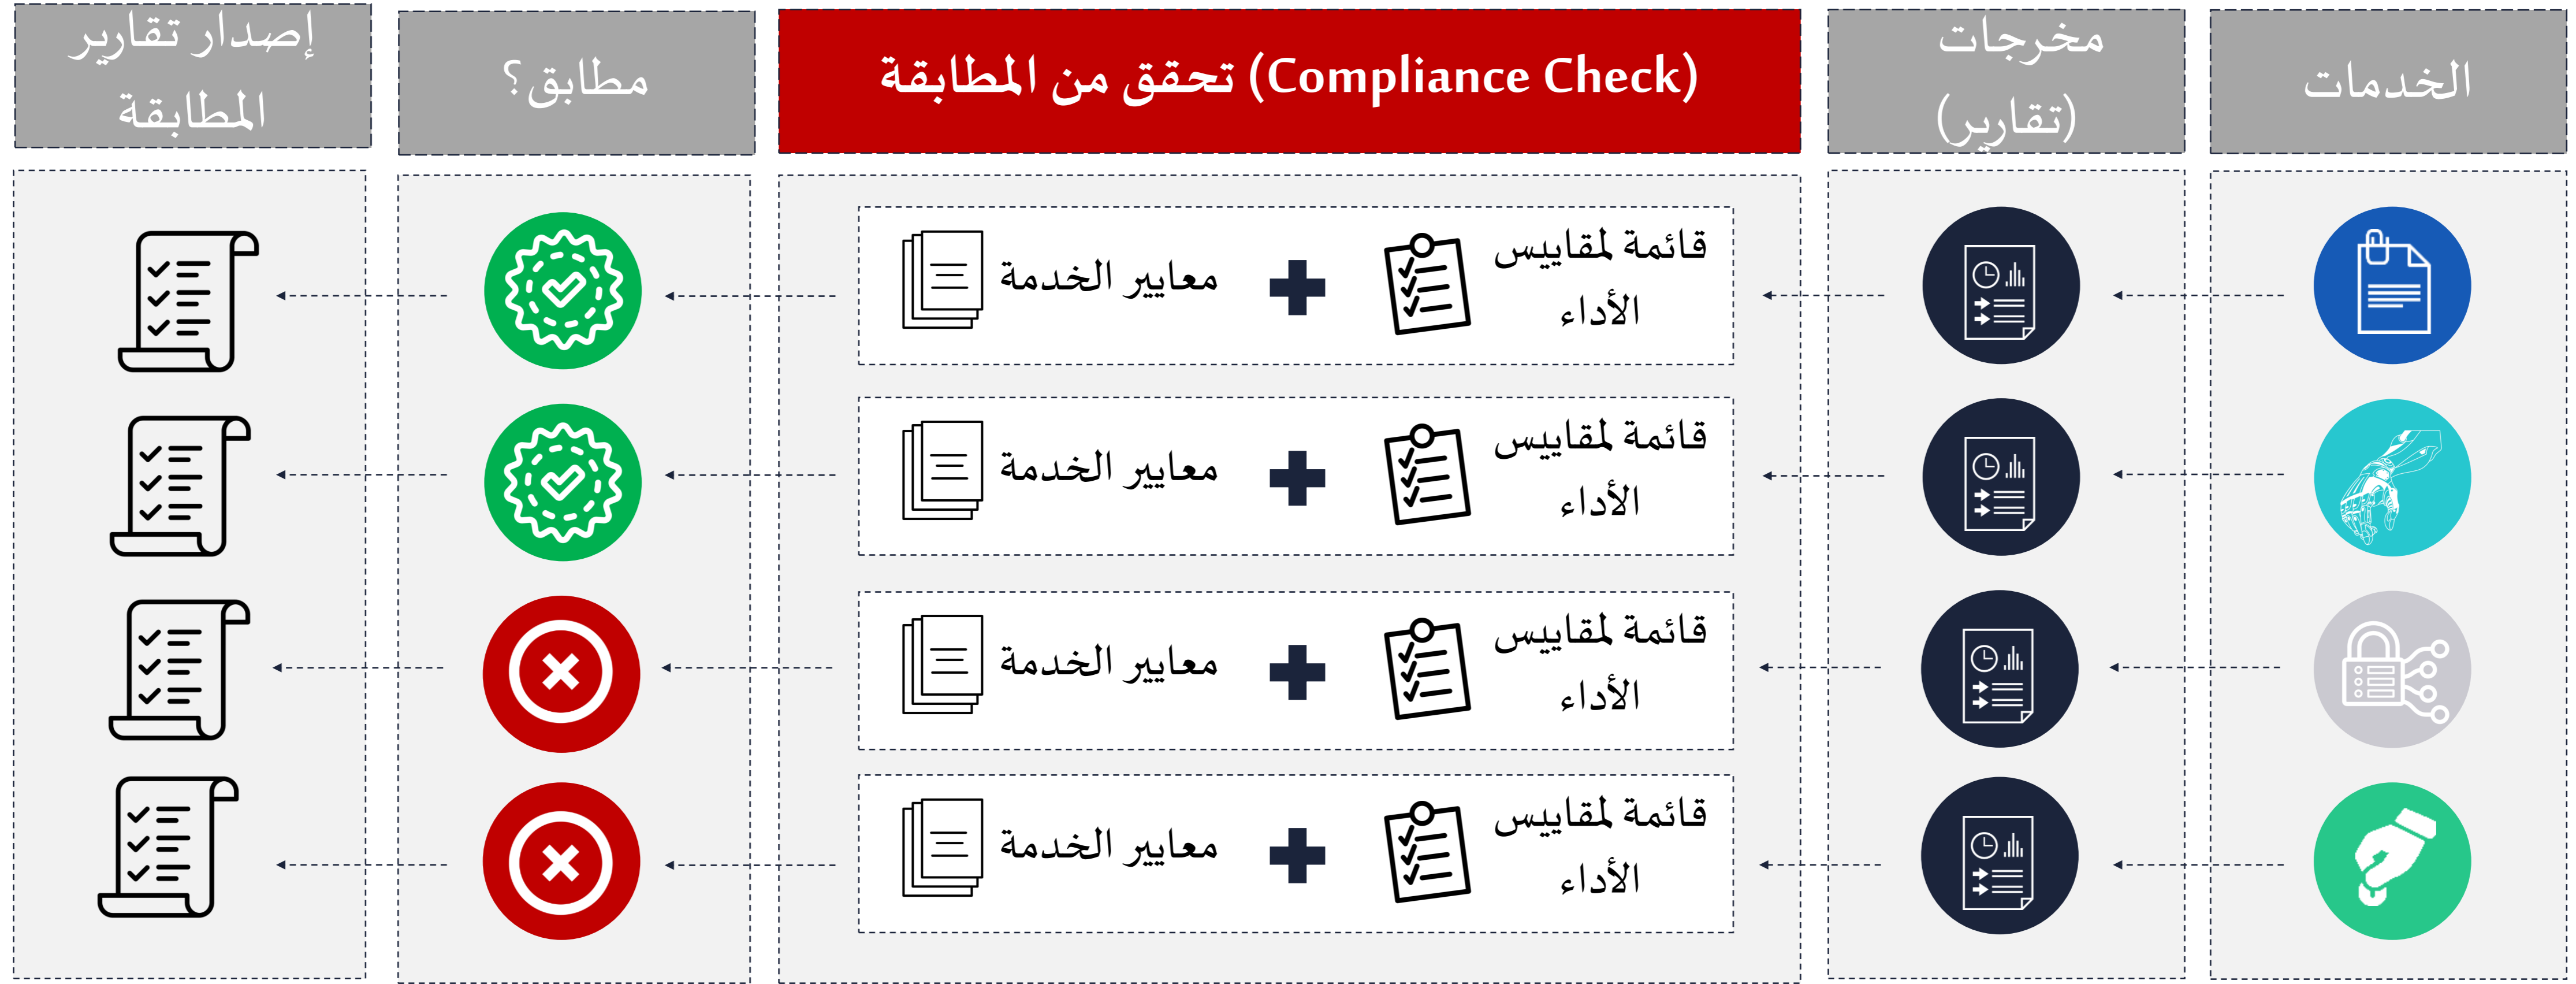 الخدمات
مخرجات
(تقارير)
تحقق من المطابقة (Compliance Check)
مطابق؟
إصدار تقارير
المطابقة
قائمة لمقاييس
الأداء
معايير الخدمة
قائمة لمقاييس
الأداء
معايير الخدمة
قائمة لمقاييس
الأداء
معايير الخدمة
قائمة لمقاييس
الأداء
معايير الخدمة